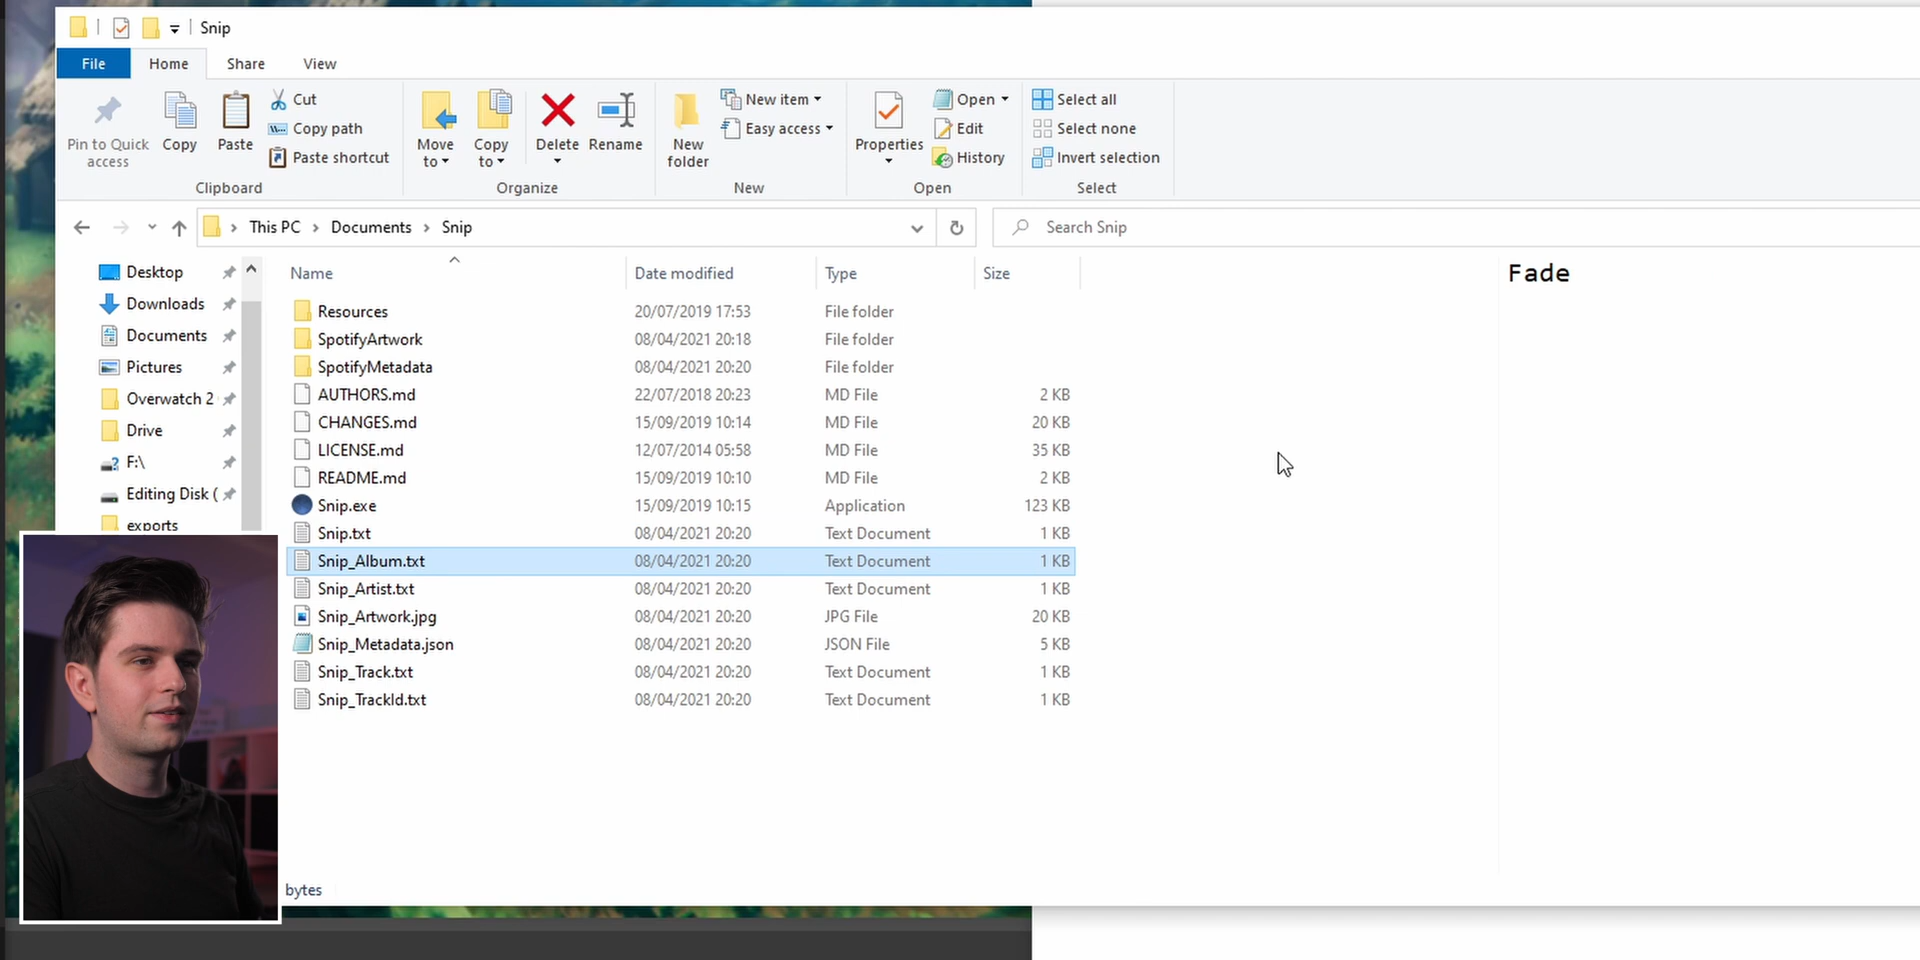 Snip
File Home Share View
Pin to Quick access
Copy
Paste
Cut
Copy path
Paste shortcut
Clipboard
Move to
Copy to
Delete
Rename
Organize
New folder
New item
Easy access
New
Properties
Open
Edit
History
Open
Select all
Select none
Invert selection
Select
This PC Documents Snip
Search Snip
Desktop
Downloads
Documents
Pictures
Overwatch 2
Drive
F:\
Editing Disk (
exports
Name Date modified Type Size
Resources 20/07/2019 17:53 File folder
SpotifyArtwork 08/04/2021 20:18 File folder
SpotifyMetadata 08/04/2021 20:20 File folder
AUTHORS.md 22/07/2018 20:23 MD File 2 KB
CHANGES.md 15/09/2019 10:14 MD File 20 KB
LICENSE.md 12/07/2014 05:58 MD File 35 KB
README.md 15/09/2019 10:10 MD File 2 KB
Snip.exe 15/09/2019 10:15 Application 123 KB
Snip.txt 08/04/2021 20:20 Text Document 1 KB
Snip_Album.txt 08/04/2021 20:20 Text Document 1 KB
Snip_Artist.txt 08/04/2021 20:20 Text Document 1 KB
Snip_Artwork.jpg 08/04/2021 20:20 JPG File 20 KB
Snip_Metadata.json 08/04/2021 20:20 JSON File 5 KB
Snip_Track.txt 08/04/2021 20:20 Text Document 1 KB
Snip_TrackId.txt 08/04/2021 20:20 Text Document 1 KB
Fade
bytes